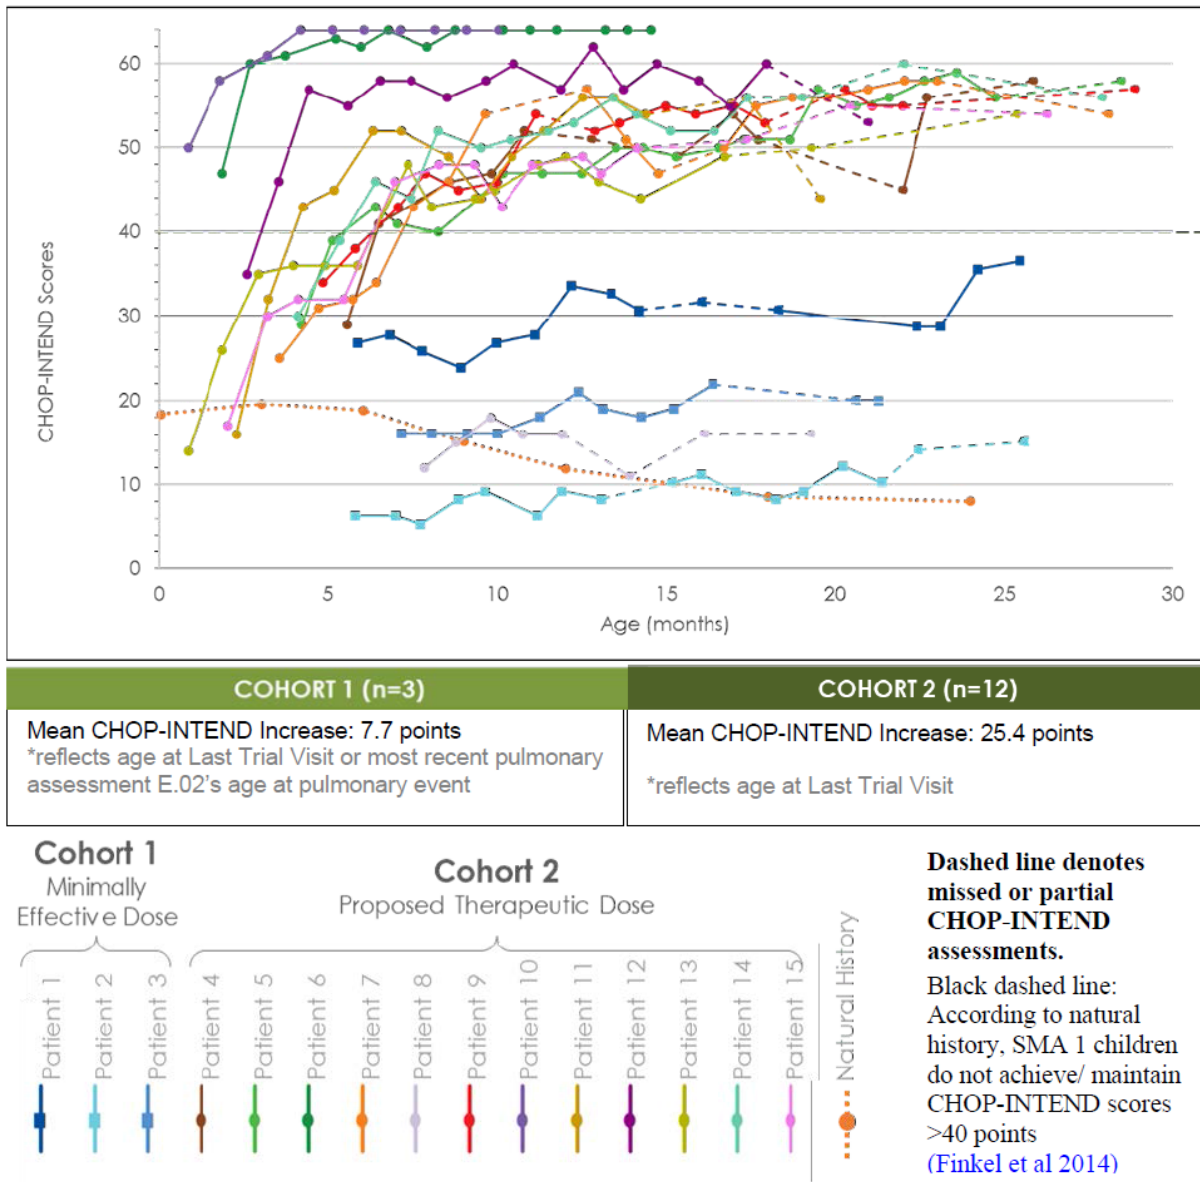 60
50
40
30
20
10
0
CHOP-INTEND Scores
0 5 10 15 20 25 30
Age (months)
COHORT 1 (n=3)
COHORT 2 (n=12)
Mean CHOP-INTEND Increase: 7.7 points
*reflects age at Last Trial Visit or most recent pulmonary
assessment E.02's age at pulmonary event
Mean CHOP-INTEND Increase: 25.4 points
*reflects age at Last Trial Visit
Cohort 1
Minimally
Effective Dose
Cohort 2
Proposed Therapeutic Dose
Patient 1
Patient 2
Patient 3
Patient 4
Patient 5
Patient 6
Patient 7
Patient 8
Patient 9
Patient 10
Patient 11
Patient 12
Patient 13
Patient 14
Patient 15
Natural History
Dashed line denotes
missed or partial
CHOP-INTEND
assessments.
Black dashed line:
According to natural
history, SMA 1 children
do not achieve/ maintain
CHOP-INTEND scores
>40 points
(Finkel et al 2014)